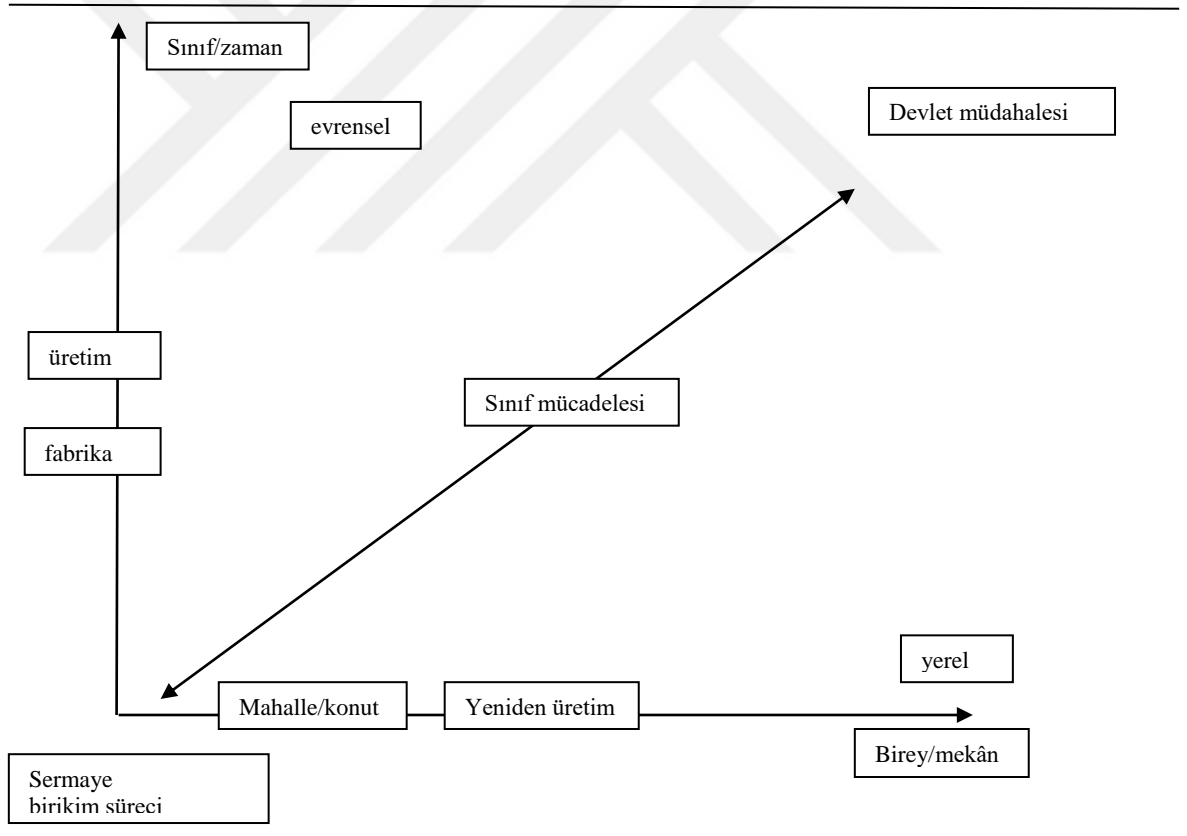 Sınıf/zaman
evrensel
Devlet müdahalesi
üretim
Sınıf mücadelesi
fabrika
yerel
Mahalle/konut
Yeniden üretim
Birey/mekân
Sermaye
birikim süreci